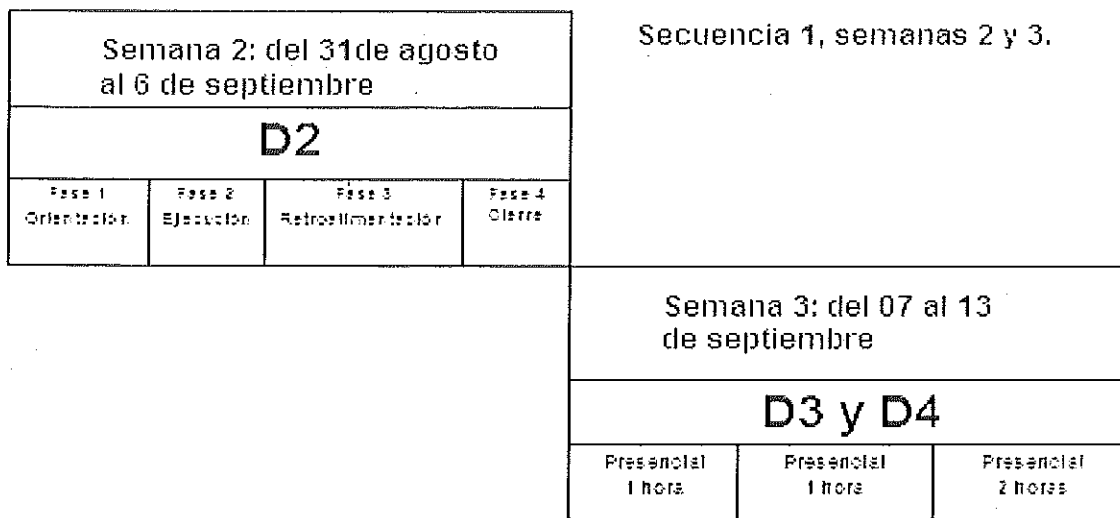 Semana 2: del 31de agosto
al 6 de septiembre
Secuencia 1, semanas 2 y 3.
D2
Fase 1
Orientación
Fase 2
Ejecución
Fase 3
Retroalimentación
Fase 4
Cierre
Semana 3: del 07 al 13
de septiembre
D3 y D4
Presencial
1 hora
Presencial
1 hora
Presencial
2 horas